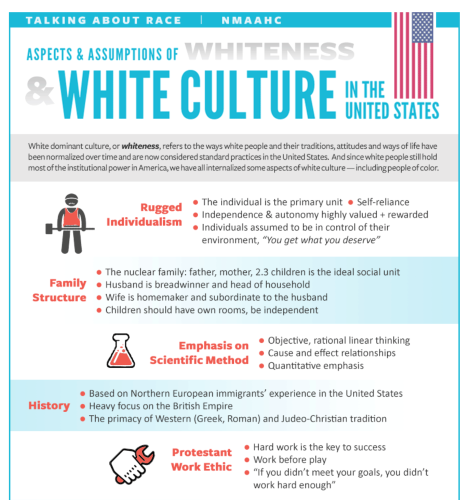 TALKING ABOUT RACE | NMAAHC
ASPECTS & ASSUMPTIONS OF WHITENESS
& WHITE CULTURE IN THE
UNITED STATES
White dominant culture, or whiteness, refers to the ways white people and their traditions, attitudes and ways of life have
been normalized over time and are now considered standard practices in the United States. And since white people still hold
most of the institutional power in America, we have all internalized some aspects of white culture — including people of color.
Rugged
Individualism
• The individual is the primary unit • Self-reliance
• Independence & autonomy highly valued + rewarded
• Individuals assumed to be in control of their
environment, "You get what you deserve"
Family
Structure
• The nuclear family: father, mother, 2.3 children is the ideal social unit
• Husband is breadwinner and head of household
• Wife is homemaker and subordinate to the husband
• Children should have own rooms, be independent
Emphasis on
Scientific Method
• Objective, rational linear thinking
• Cause and effect relationships
• Quantitative emphasis
History
• Based on Northern European immigrants' experience in the United States
• Heavy focus on the British Empire
• The primacy of Western (Greek, Roman) and Judeo-Christian tradition
Protestant
Work Ethic
• Hard work is the key to success
• Work before play
• "If you didn't meet your goals, you didn't
work hard enough"